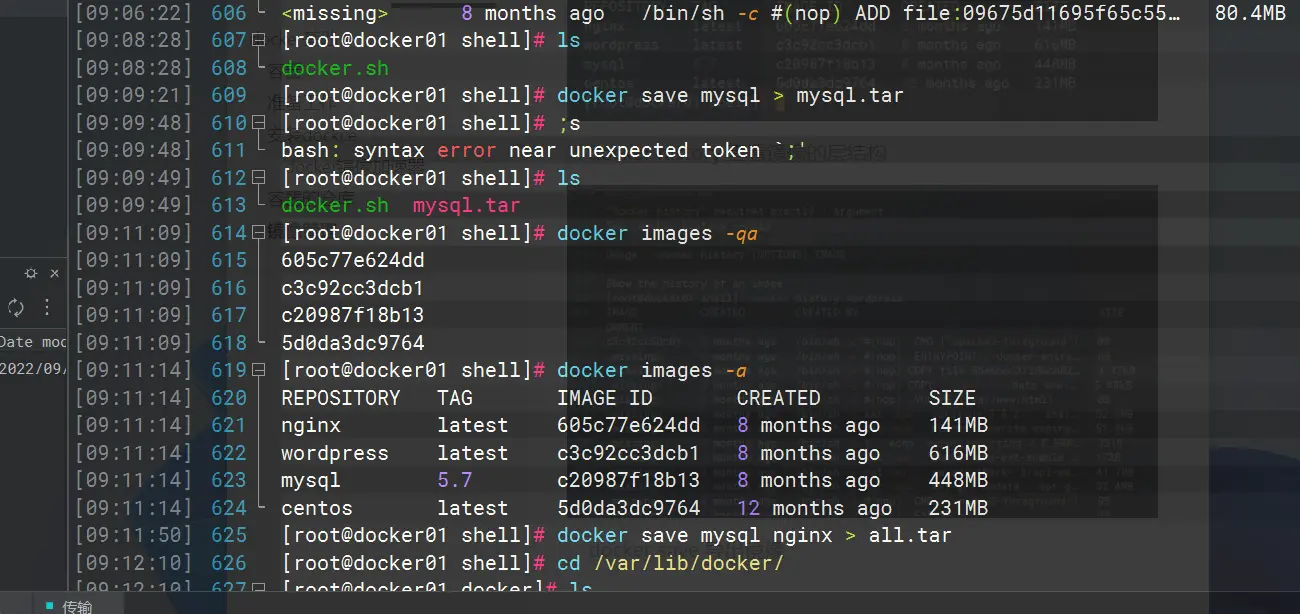 [09:06:22] 606 <missing> 8 months ago /bin/sh -c #(nop) ADD file:09675d11695f65c55… 80.4MB
[09:08:28] 607 [root@docker01 shell]# ls
[09:08:28] 608 docker.sh
[09:09:21] 609 [root@docker01 shell]# docker save mysql > mysql.tar
[09:09:48] 610 [root@docker01 shell]# ;s
[09:09:48] 611 bash: syntax error near unexpected token `;'
[09:09:49] 612 [root@docker01 shell]# ls
[09:09:49] 613 docker.sh mysql.tar
[09:11:09] 614 [root@docker01 shell]# docker images -qa
[09:11:09] 615 605c77e624dd
[09:11:09] 616 c3c92cc3dcb1
[09:11:09] 617 c20987f18b13
[09:11:09] 618 5d0da3dc9764
[09:11:14] 619 [root@docker01 shell]# docker images -a
[09:11:14] 620 REPOSITORY TAG IMAGE ID CREATED SIZE
[09:11:14] 621 nginx latest 605c77e624dd 8 months ago 141MB
[09:11:14] 622 wordpress latest c3c92cc3dcb1 8 months ago 616MB
[09:11:14] 623 mysql 5.7 c20987f18b13 8 months ago 448MB
[09:11:14] 624 centos latest 5d0da3dc9764 12 months ago 231MB
[09:11:50] 625 [root@docker01 shell]# docker save mysql nginx > all.tar
[09:12:10] 626 [root@docker01 shell]# cd /var/lib/docker/
[09:12:10] 627 [root@docker01 docker]# ls
Date mod
2022/09/
传输